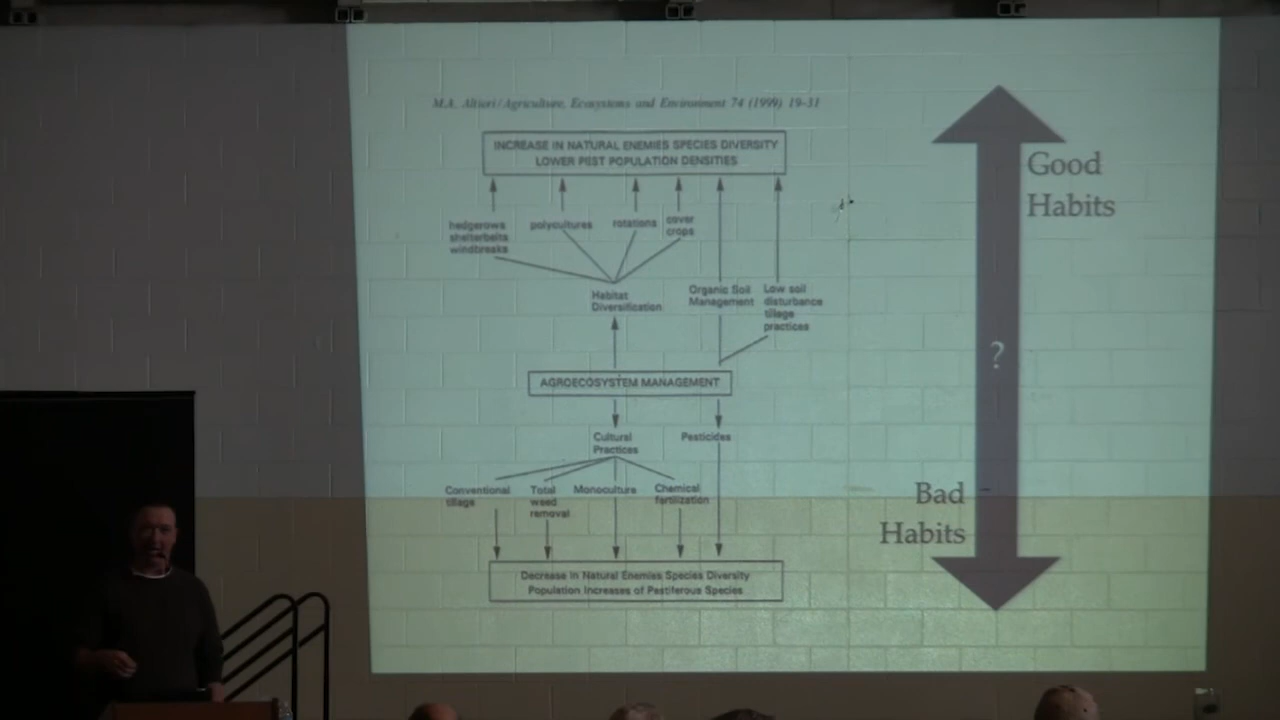 M.A. Altieri / Agriculture, Ecosystems and Environment 74 (1999) 19–31
INCREASE IN NATURAL ENEMIES SPECIES DIVERSITY
LOWER PEST POPULATION DENSITIES
Good
Habits
hedgerows
shelterbelts
windbreaks
polycultures
rotations
cover
crops
Habitat
Diversification
Organic Soil
Management
Low soil
disturbance
tillage
practices
?
AGROECOSYSTEM MANAGEMENT
Cultural
Practices
Pesticides
Conventional
tillage
Total
weed
removal
Monoculture
Chemical
fertilization
Bad
Habits
Decrease in Natural Enemies Species Diversity
Population Increases of Pestiferous Species